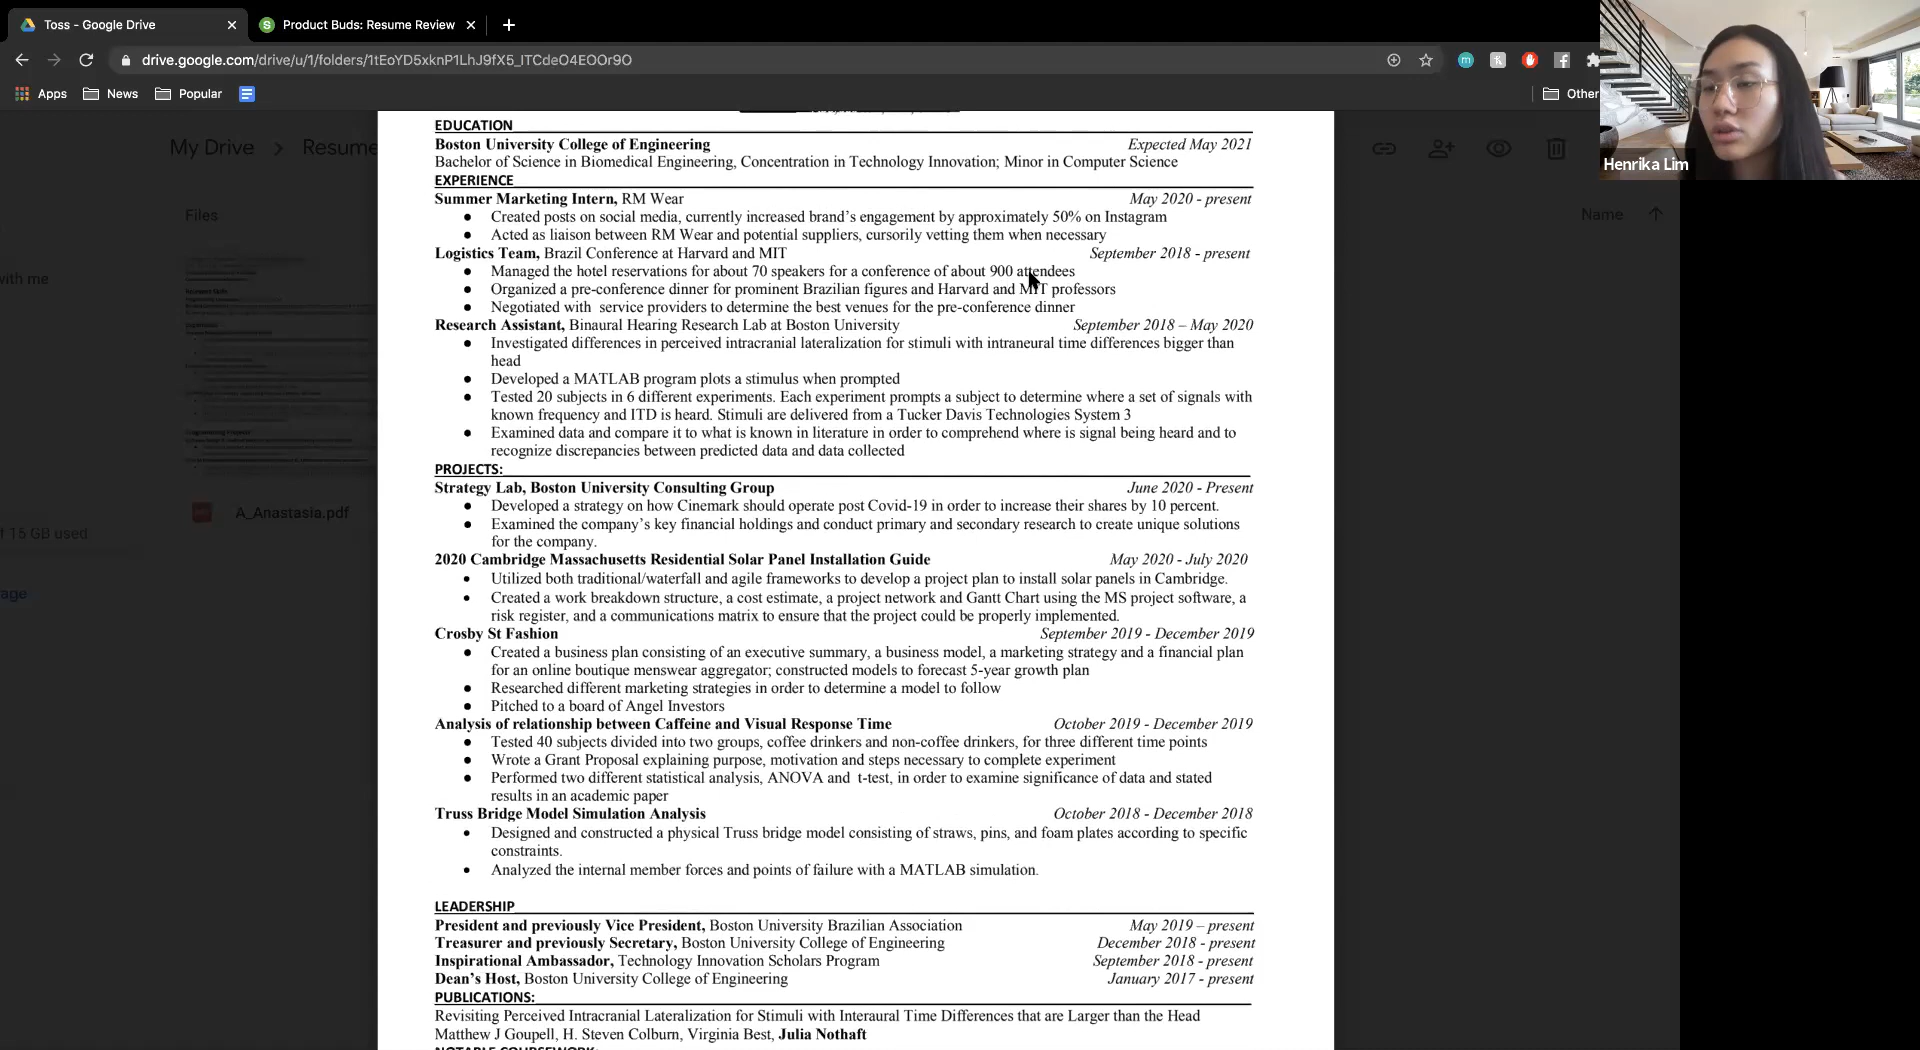 Toss - Google Drive
Product Buds: Resume Review
drive.google.com/drive/u/1/folders/1tEoYD5xknP1LhJ9fX5_ITCdeO4EOOr9O
Apps News Popular
Other
My Drive > Resume
Files
Name
with me
A_Anastasia.pdf
15 GB used
Henrika Lim
EDUCATION
Boston University College of Engineering Expected May 2021
Bachelor of Science in Biomedical Engineering, Concentration in Technology Innovation; Minor in Computer Science
EXPERIENCE
Summer Marketing Intern, RM Wear May 2020 - present
● Created posts on social media, currently increased brand's engagement by approximately 50% on Instagram
● Acted as liaison between RM Wear and potential suppliers, cursorily vetting them when necessary
Logistics Team, Brazil Conference at Harvard and MIT September 2018 - present
● Managed the hotel reservations for about 70 speakers for a conference of about 900 attendees
● Organized a pre-conference dinner for prominent Brazilian figures and Harvard and MIT professors
● Negotiated with service providers to determine the best venues for the pre-conference dinner
Research Assistant, Binaural Hearing Research Lab at Boston University September 2018 – May 2020
● Investigated differences in perceived intracranial lateralization for stimuli with intraneural time differences bigger than
head
● Developed a MATLAB program plots a stimulus when prompted
● Tested 20 subjects in 6 different experiments. Each experiment prompts a subject to determine where a set of signals with
known frequency and ITD is heard. Stimuli are delivered from a Tucker Davis Technologies System 3
● Examined data and compare it to what is known in literature in order to comprehend where is signal being heard and to
recognize discrepancies between predicted data and data collected
PROJECTS:
Strategy Lab, Boston University Consulting Group June 2020 - Present
● Developed a strategy on how Cinemark should operate post Covid-19 in order to increase their shares by 10 percent.
● Examined the company's key financial holdings and conduct primary and secondary research to create unique solutions
for the company.
2020 Cambridge Massachusetts Residential Solar Panel Installation Guide May 2020 - July 2020
● Utilized both traditional/waterfall and agile frameworks to develop a project plan to install solar panels in Cambridge.
● Created a work breakdown structure, a cost estimate, a project network and Gantt Chart using the MS project software, a
risk register, and a communications matrix to ensure that the project could be properly implemented.
Crosby St Fashion September 2019 - December 2019
● Created a business plan consisting of an executive summary, a business model, a marketing strategy and a financial plan
for an online boutique menswear aggregator; constructed models to forecast 5-year growth plan
● Researched different marketing strategies in order to determine a model to follow
● Pitched to a board of Angel Investors
Analysis of relationship between Caffeine and Visual Response Time October 2019 - December 2019
● Tested 40 subjects divided into two groups, coffee drinkers and non-coffee drinkers, for three different time points
● Wrote a Grant Proposal explaining purpose, motivation and steps necessary to complete experiment
● Performed two different statistical analysis, ANOVA and t-test, in order to examine significance of data and stated
results in an academic paper
Truss Bridge Model Simulation Analysis October 2018 - December 2018
● Designed and constructed a physical Truss bridge model consisting of straws, pins, and foam plates according to specific
constraints.
● Analyzed the internal member forces and points of failure with a MATLAB simulation.
LEADERSHIP
President and previously Vice President, Boston University Brazilian Association May 2019 – present
Treasurer and previously Secretary, Boston University College of Engineering December 2018 - present
Inspirational Ambassador, Technology Innovation Scholars Program September 2018 - present
Dean's Host, Boston University College of Engineering January 2017 - present
PUBLICATIONS:
Revisiting Perceived Intracranial Lateralization for Stimuli with Interaural Time Differences that are Larger than the Head
Matthew J Goupell, H. Steven Colburn, Virginia Best, Julia Nothaft